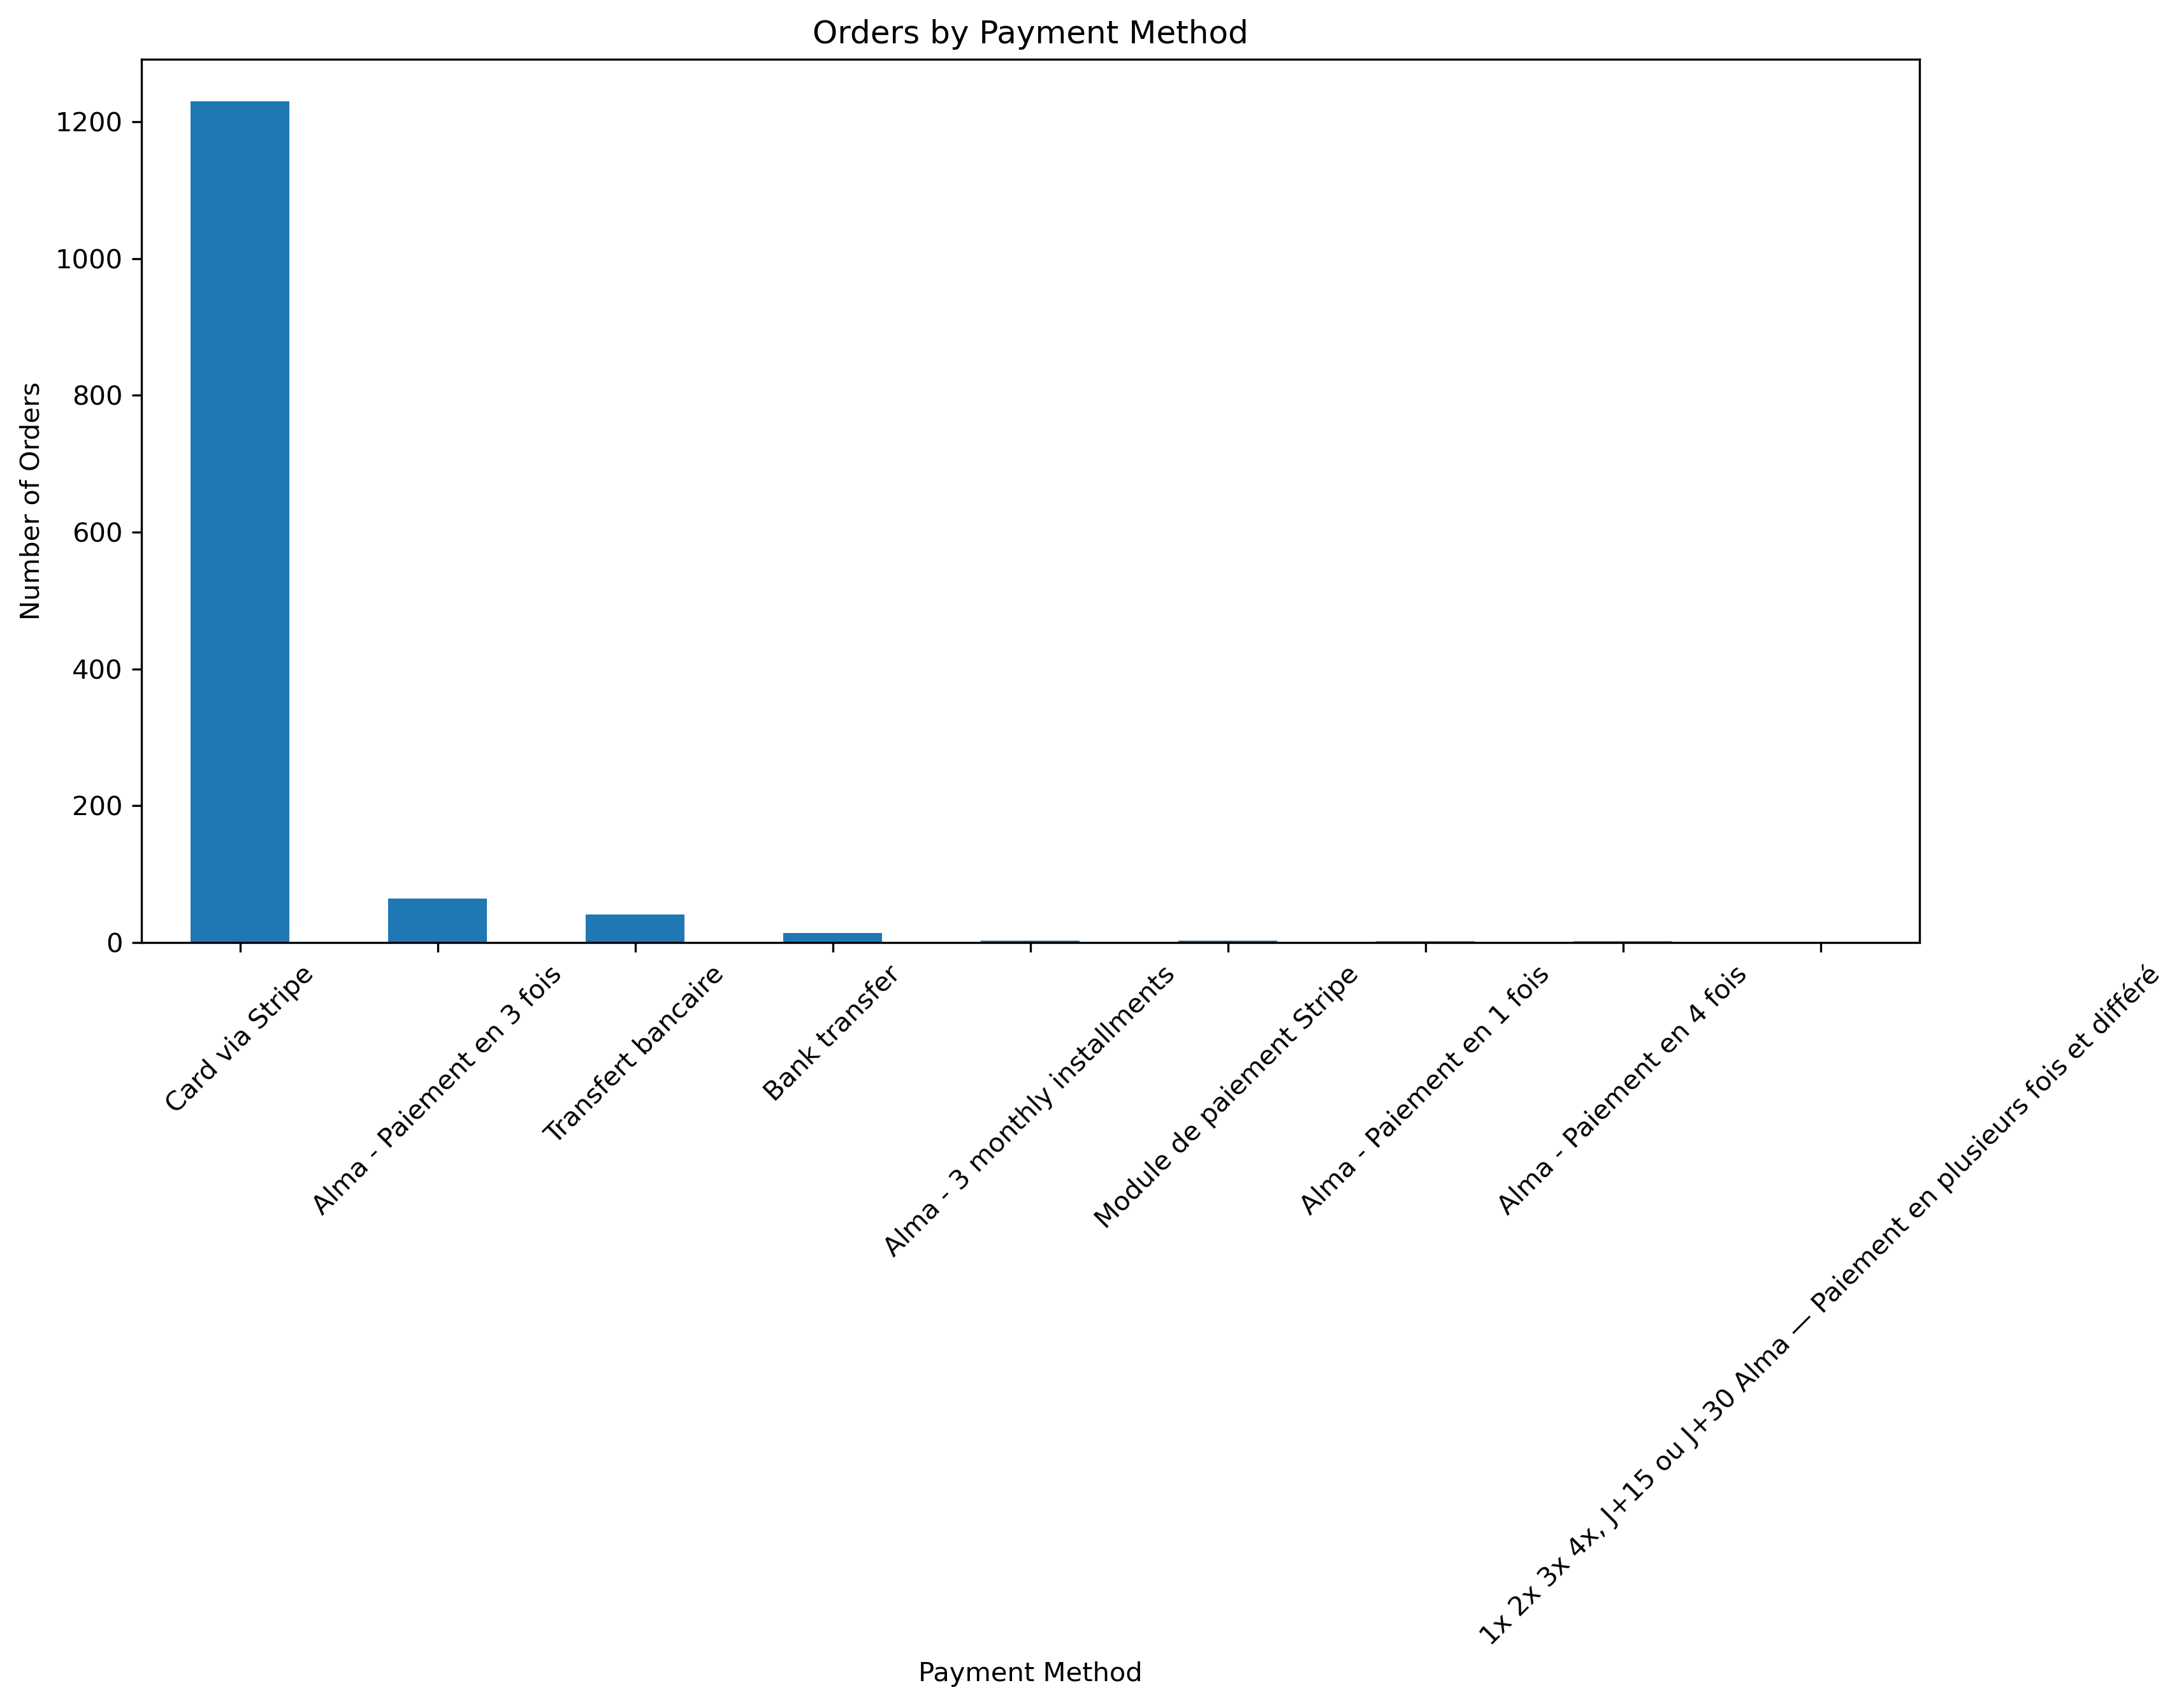 Orders by Payment Method
Number of Orders
1200
1000
800
600
400
200
0
Card via Stripe
Alma - Paiement en 3 fois
Transfert bancaire
Bank transfer
Alma - 3 monthly installments
Module de paiement Stripe
Alma - Paiement en 1 fois
Alma - Paiement en 4 fois
1x 2x 3x 4x, J+15 ou J+30 Alma — Paiement en plusieurs fois et différé
Payment Method